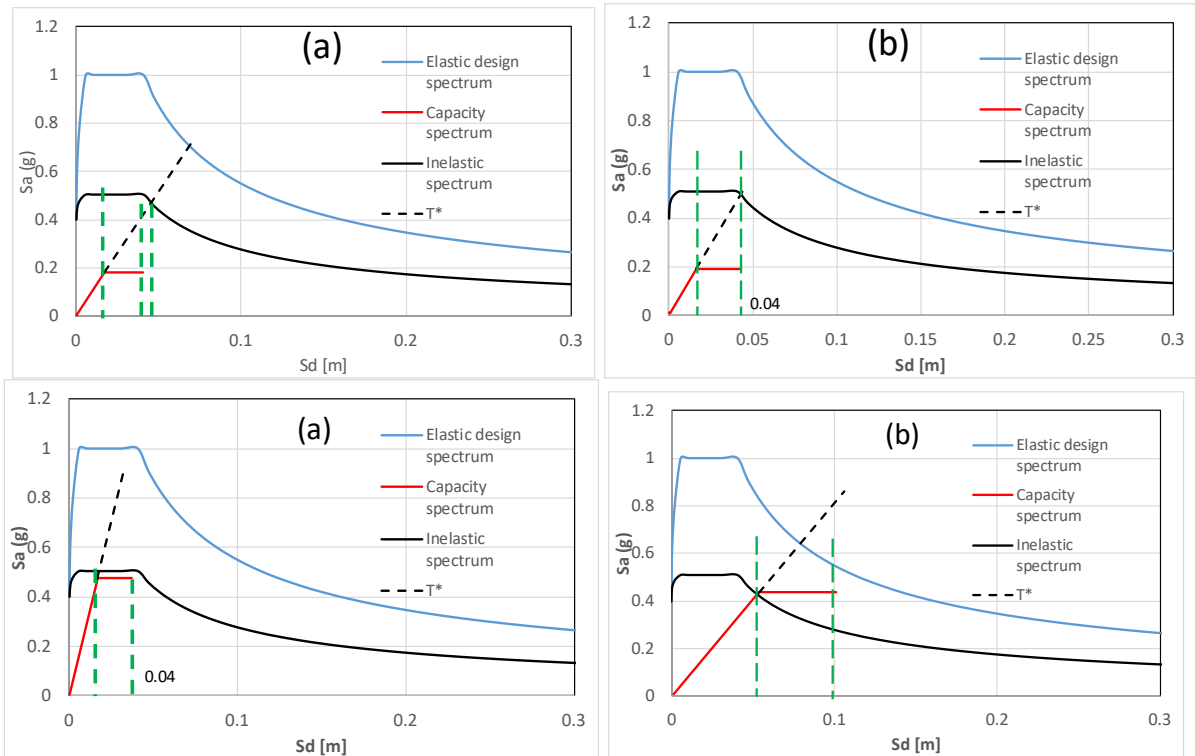 (a)
1.2
1
0.8
0.6
0.4
0.2
0
Sa (g)
0
0.1
0.2
0.3
Sd [m]
Elastic design
spectrum
Capacity
spectrum
Inelastic
spectrum
T*
(b)
1.2
1
0.8
0.6
0.4
0.2
0
Sa (g)
0.04
0
0.05
0.1
0.15
0.2
0.25
0.3
Sd [m]
Elastic design
spectrum
Capacity
spectrum
Inelastic
spectrum
T*
(a)
1.2
1
0.8
0.6
0.4
0.2
0
Sa (g)
0.04
0
0.1
0.2
0.3
Sd [m]
Elastic design
spectrum
Capacity
spectrum
Inelastic
spectrum
T*
(b)
1.2
1
0.8
0.6
0.4
0.2
0
Sa (g)
0
0.1
0.2
0.3
Sd [m]
Elastic design
spectrum
Capacity
spectrum
Inelastic
spectrum
T*